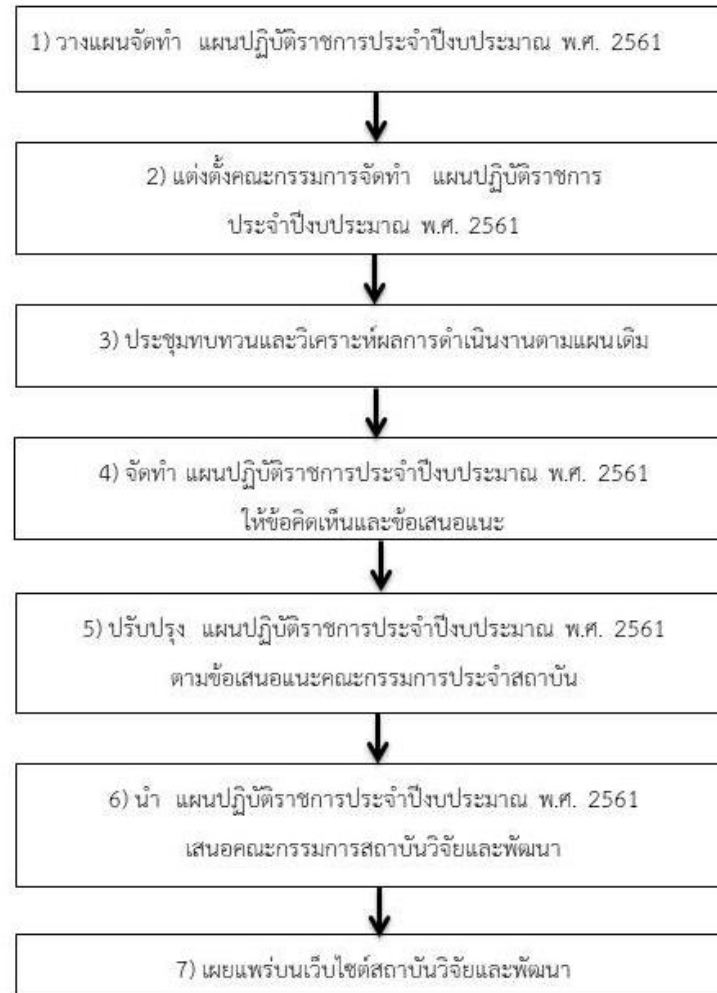 1) วางแผนจัดทำ แผนปฏิบัติราชการประจำปีงบประมาณ พ.ศ. 2561
2) แต่งตั้งคณะกรรมการจัดทำ แผนปฏิบัติราชการ
ประจำปีงบประมาณ พ.ศ. 2561
3) ประชุมทบทวนและวิเคราะห์ผลการดำเนินงานตามแผนเดิม
4) จัดทำ แผนปฏิบัติราชการประจำปีงบประมาณ พ.ศ. 2561
ให้ข้อคิดเห็นและข้อเสนอแนะ
5) ปรับปรุง แผนปฏิบัติราชการประจำปีงบประมาณ พ.ศ. 2561
ตามข้อเสนอแนะคณะกรรมการประจำสถาบัน
6) นำ แผนปฏิบัติราชการประจำปีงบประมาณ พ.ศ. 2561
เสนอคณะกรรมการสถาบันวิจัยและพัฒนา
7) เผยแพร่บนเว็บไซต์สถาบันวิจัยและพัฒนา